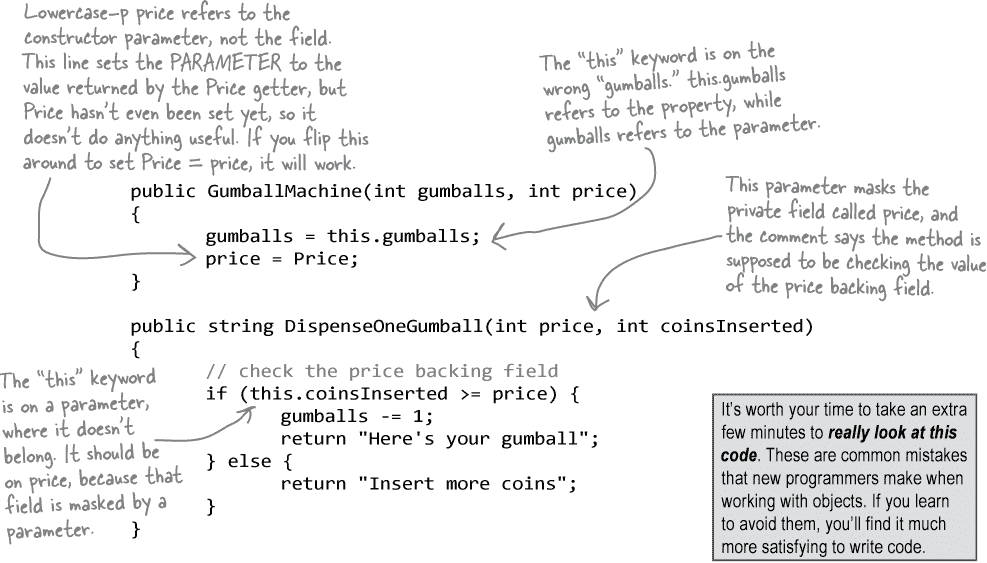 Lowercase-p price refers to the
constructor parameter, not the field.
This line sets the PARAMETER to the
value returned by the Price getter, but
Price hasn't even been set yet, so it
doesn't do anything useful. If you flip this
around to set Price = price, it will work.
The "this" keyword is on the
wrong "gumballs." this.gumballs
refers to the property, while
gumballs refers to the parameter.
public GumballMachine(int gumballs, int price)
{
gumballs = this.gumballs;
price = Price;
}
This parameter masks the
private field called price, and
the comment says the method is
supposed to be checking the value
of the price backing field.
public string DispenseOneGumball(int price, int coinsInserted)
{
// check the price backing field
if (this.coinsInserted >= price) {
gumballs -= 1;
return "Here's your gumball";
} else {
return "Insert more coins";
}
}
The "this" keyword
is on a parameter,
where it doesn't
belong. It should be
on price, because that
field is masked by a
parameter.
It's worth your time to take an extra
few minutes to really look at this
code. These are common mistakes
that new programmers make when
working with objects. If you learn
to avoid them, you'll find it much
more satisfying to write code.